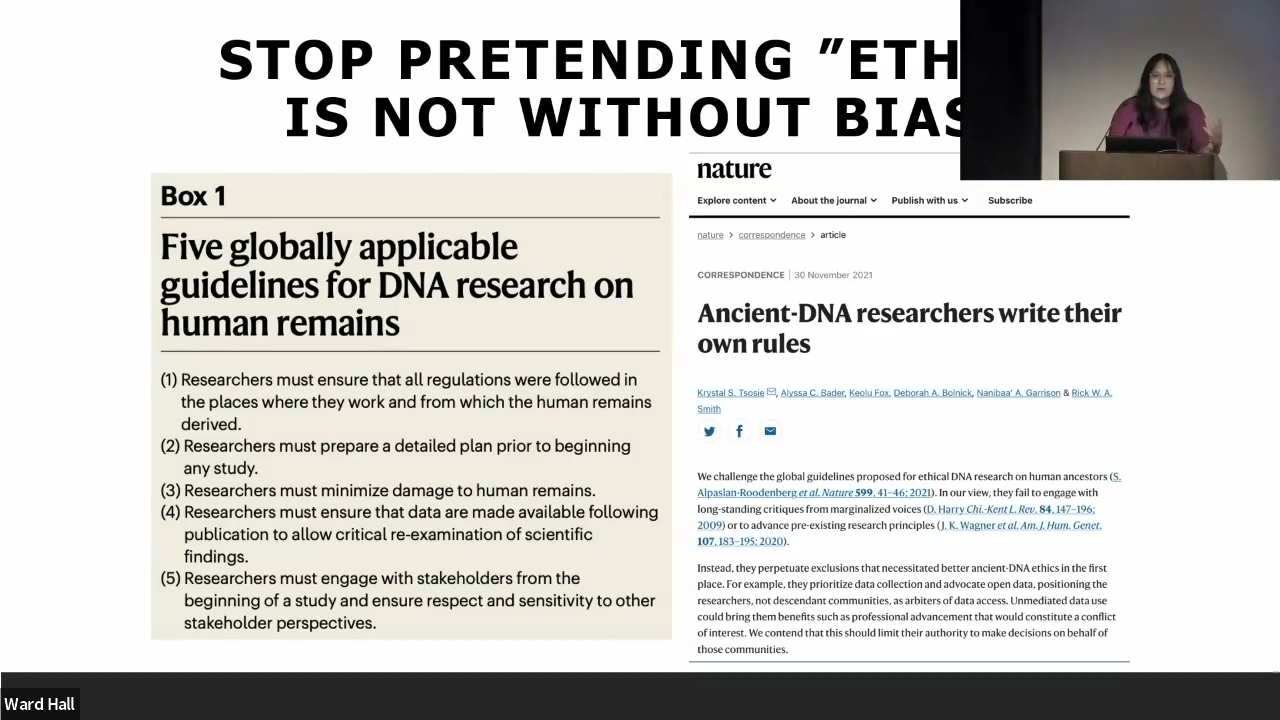 STOP PRETENDING ”ETH
IS NOT WITHOUT BIAS
Box 1
Five globally applicable
guidelines for DNA research on
human remains
(1) Researchers must ensure that all regulations were followed in
the places where they work and from which the human remains
derived.
(2) Researchers must prepare a detailed plan prior to beginning
any study.
(3) Researchers must minimize damage to human remains.
(4) Researchers must ensure that data are made available following
publication to allow critical re-examination of scientific
findings.
(5) Researchers must engage with stakeholders from the
beginning of a study and ensure respect and sensitivity to other
stakeholder perspectives.
nature
Explore content About the journal Publish with us Subscribe
nature > correspondence > article
CORRESPONDENCE | 30 November 2021
Ancient-DNA researchers write their
own rules
Krystal S. Tsosie, Alyssa C. Bader, Keolu Fox, Deborah A. Bolnick, Nanibaa' A. Garrison & Rick W. A.
Smith
We challenge the global guidelines proposed for ethical DNA research on human ancestors (S.
Alpaslan-Roodenberg et al. Nature 599, 41–46; 2021). In our view, they fail to engage with
long-standing critiques from marginalized voices (D. Harry Chi.-Kent L. Rev. 84, 147–196;
2009) or to advance pre-existing research principles (J. K. Wagner et al. Am. J. Hum. Genet.
107, 183–195; 2020).
Instead, they perpetuate exclusions that necessitated better ancient-DNA ethics in the first
place. For example, they prioritize data collection and advocate open data, positioning the
researchers, not descendant communities, as arbiters of data access. Unmediated data use
could bring them benefits such as professional advancement that would constitute a conflict
of interest. We contend that this should limit their authority to make decisions on behalf of
those communities.
Ward Hall